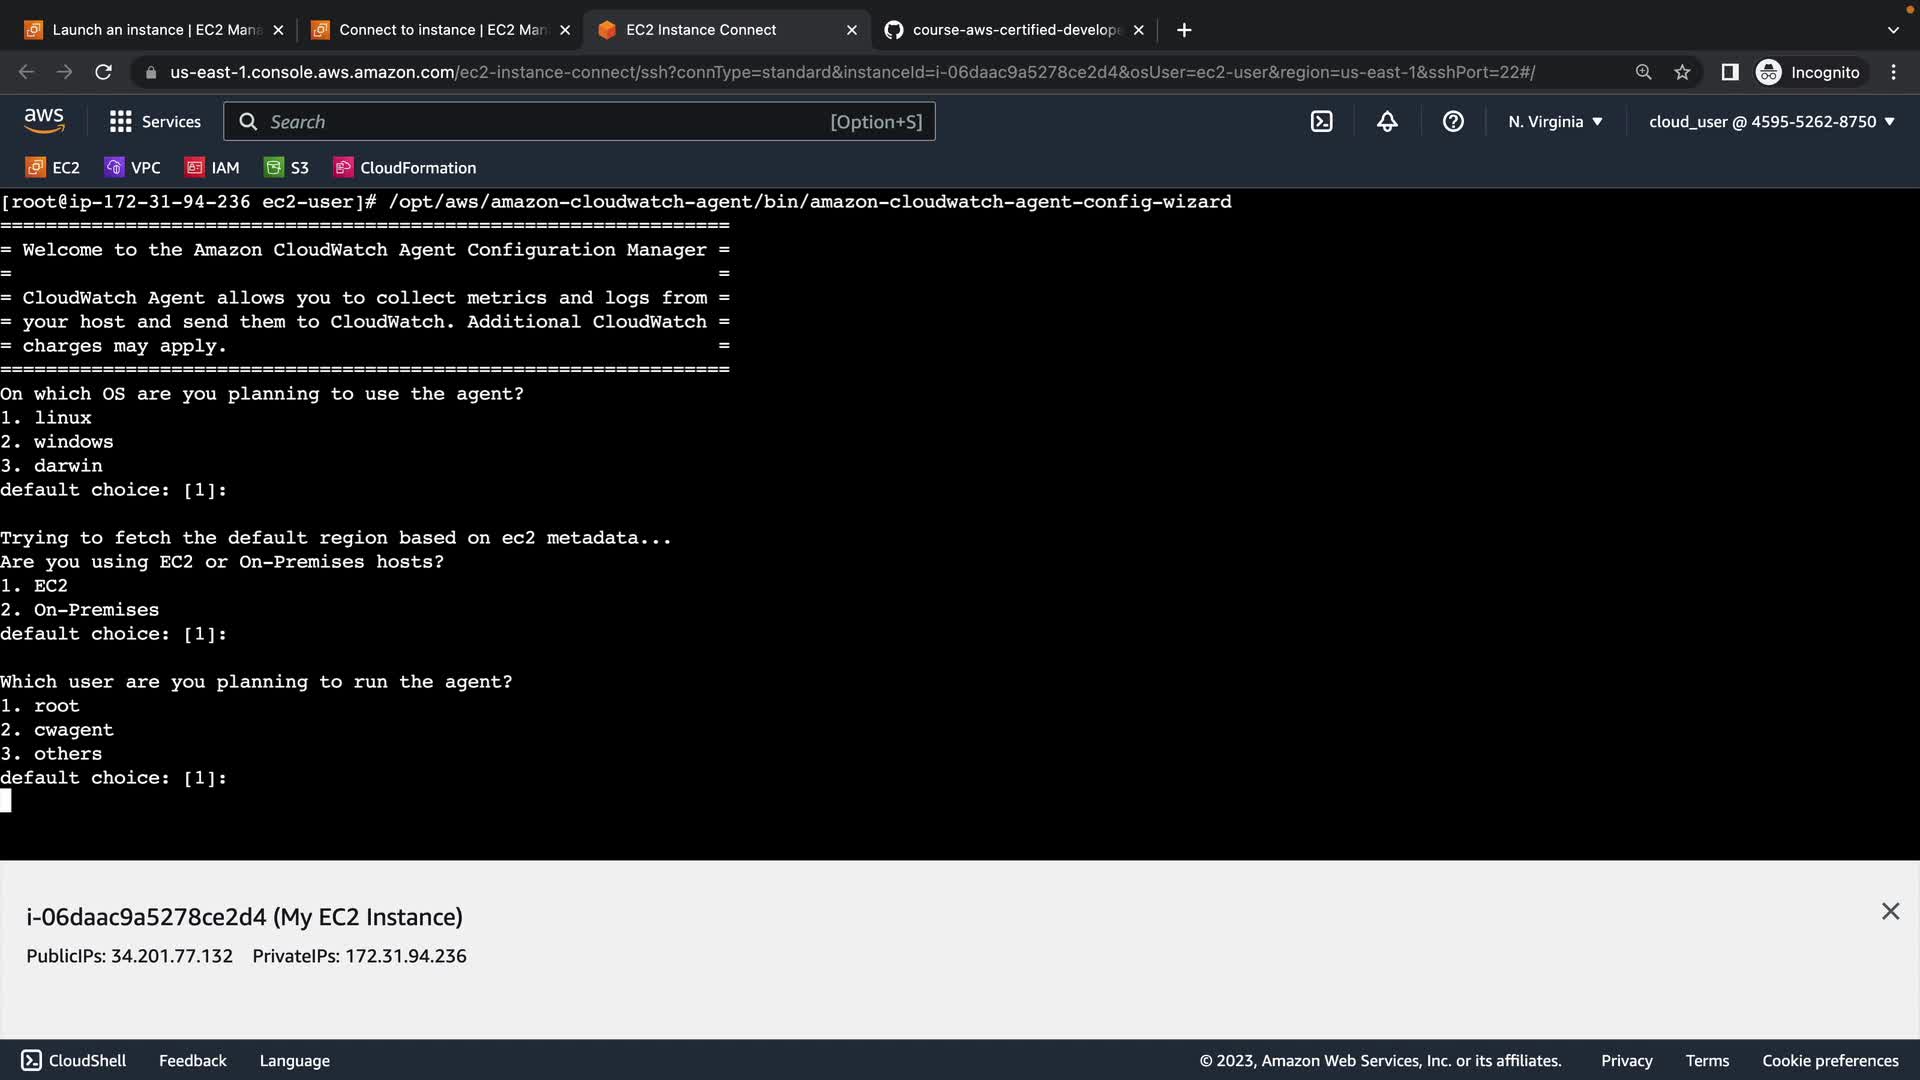 Launch an instance | EC2 Mana
Connect to instance | EC2 Man
EC2 Instance Connect
course-aws-certified-develope
us-east-1.console.aws.amazon.com/ec2-instance-connect/ssh?connType=standard&instanceId=i-06daac9a5278ce2d4&osUser=ec2-user&region=us-east-1&sshPort=22#/
Incognito
aws
Services
Search
[Option+S]
N. Virginia
cloud_user @ 4595-5262-8750
EC2
VPC
IAM
S3
CloudFormation
[root@ip-172-31-94-236 ec2-user]# /opt/aws/amazon-cloudwatch-agent/bin/amazon-cloudwatch-agent-config-wizard
================================================================
= Welcome to the Amazon CloudWatch Agent Configuration Manager =
=                                                              =
= CloudWatch Agent allows you to collect metrics and logs from =
= your host and send them to CloudWatch. Additional CloudWatch =
= charges may apply.                                           =
================================================================
On which OS are you planning to use the agent?
1. linux
2. windows
3. darwin
default choice: [1]:
Trying to fetch the default region based on ec2 metadata...
Are you using EC2 or On-Premises hosts?
1. EC2
2. On-Premises
default choice: [1]:
Which user are you planning to run the agent?
1. root
2. cwagent
3. others
default choice: [1]:
i-06daac9a5278ce2d4 (My EC2 Instance)
PublicIPs: 34.201.77.132 PrivateIPs: 172.31.94.236
CloudShell
Feedback
Language
© 2023, Amazon Web Services, Inc. or its affiliates.
Privacy
Terms
Cookie preferences